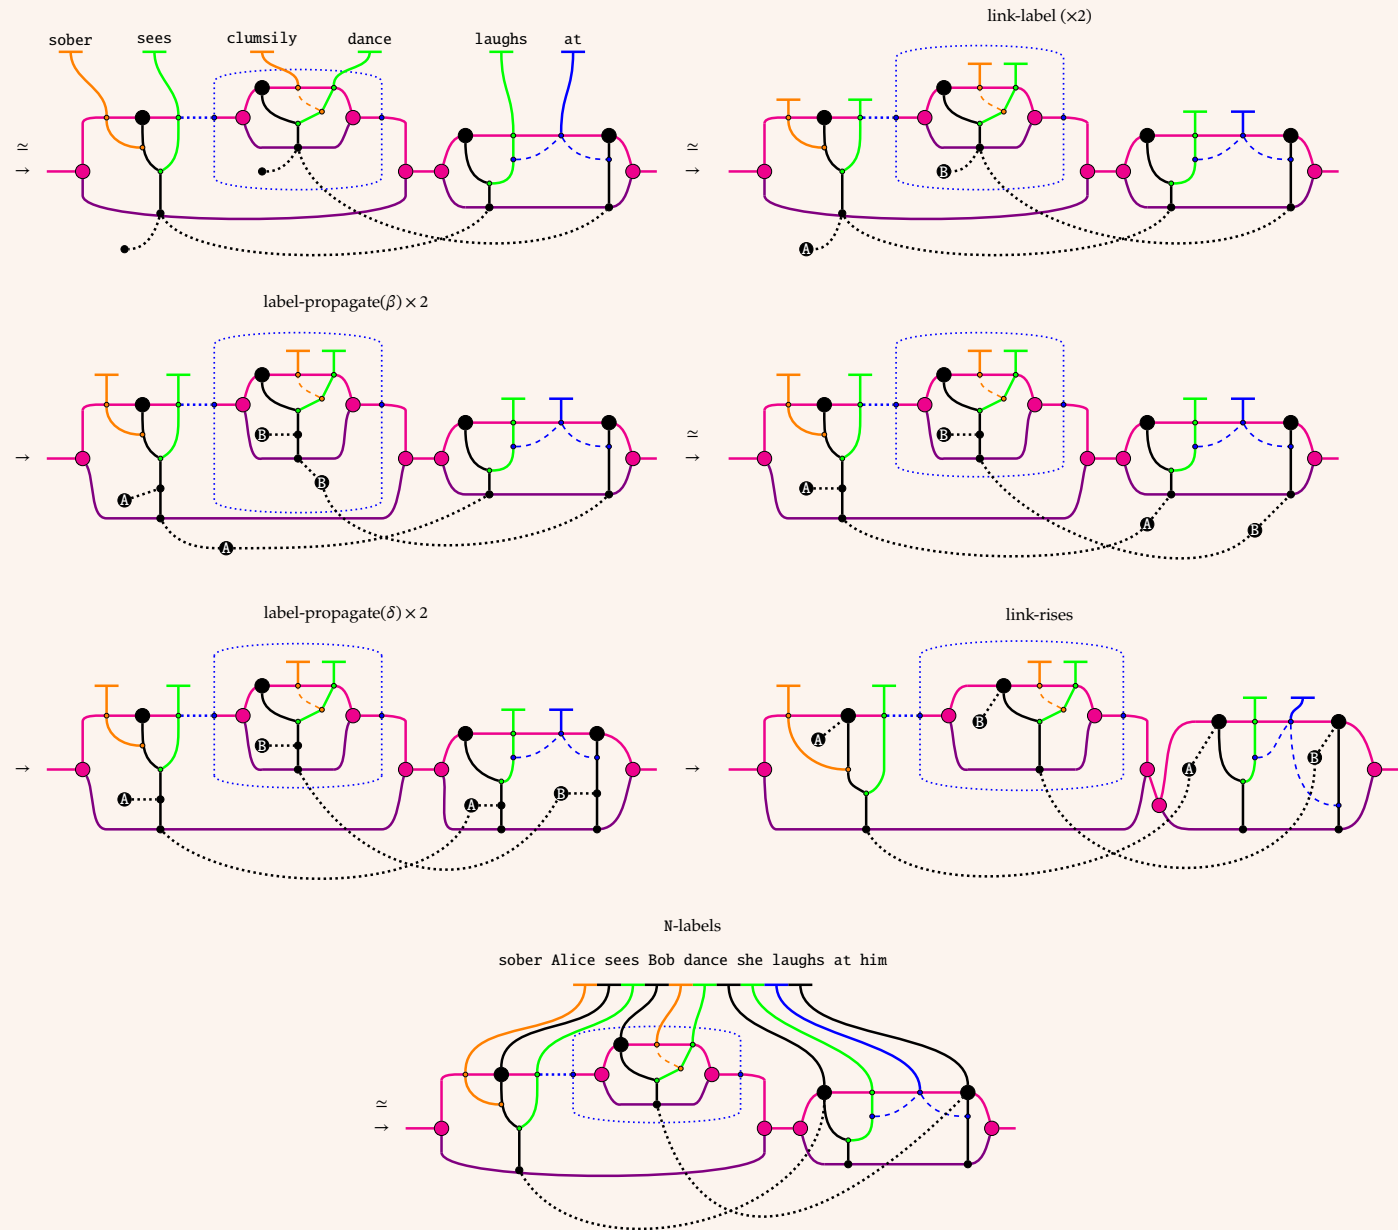 link-label (×2)
sober sees clumsily dance laughs at
≃
→
≃
→
B
A
label-propagate(β) × 2
→
B
A
B
A
≃
→
B
A
A
B
label-propagate(δ) × 2
link-rises
→
B
A
A
B
→
A
B
A
B
N-labels
sober Alice sees Bob dance she laughs at him
≃
→